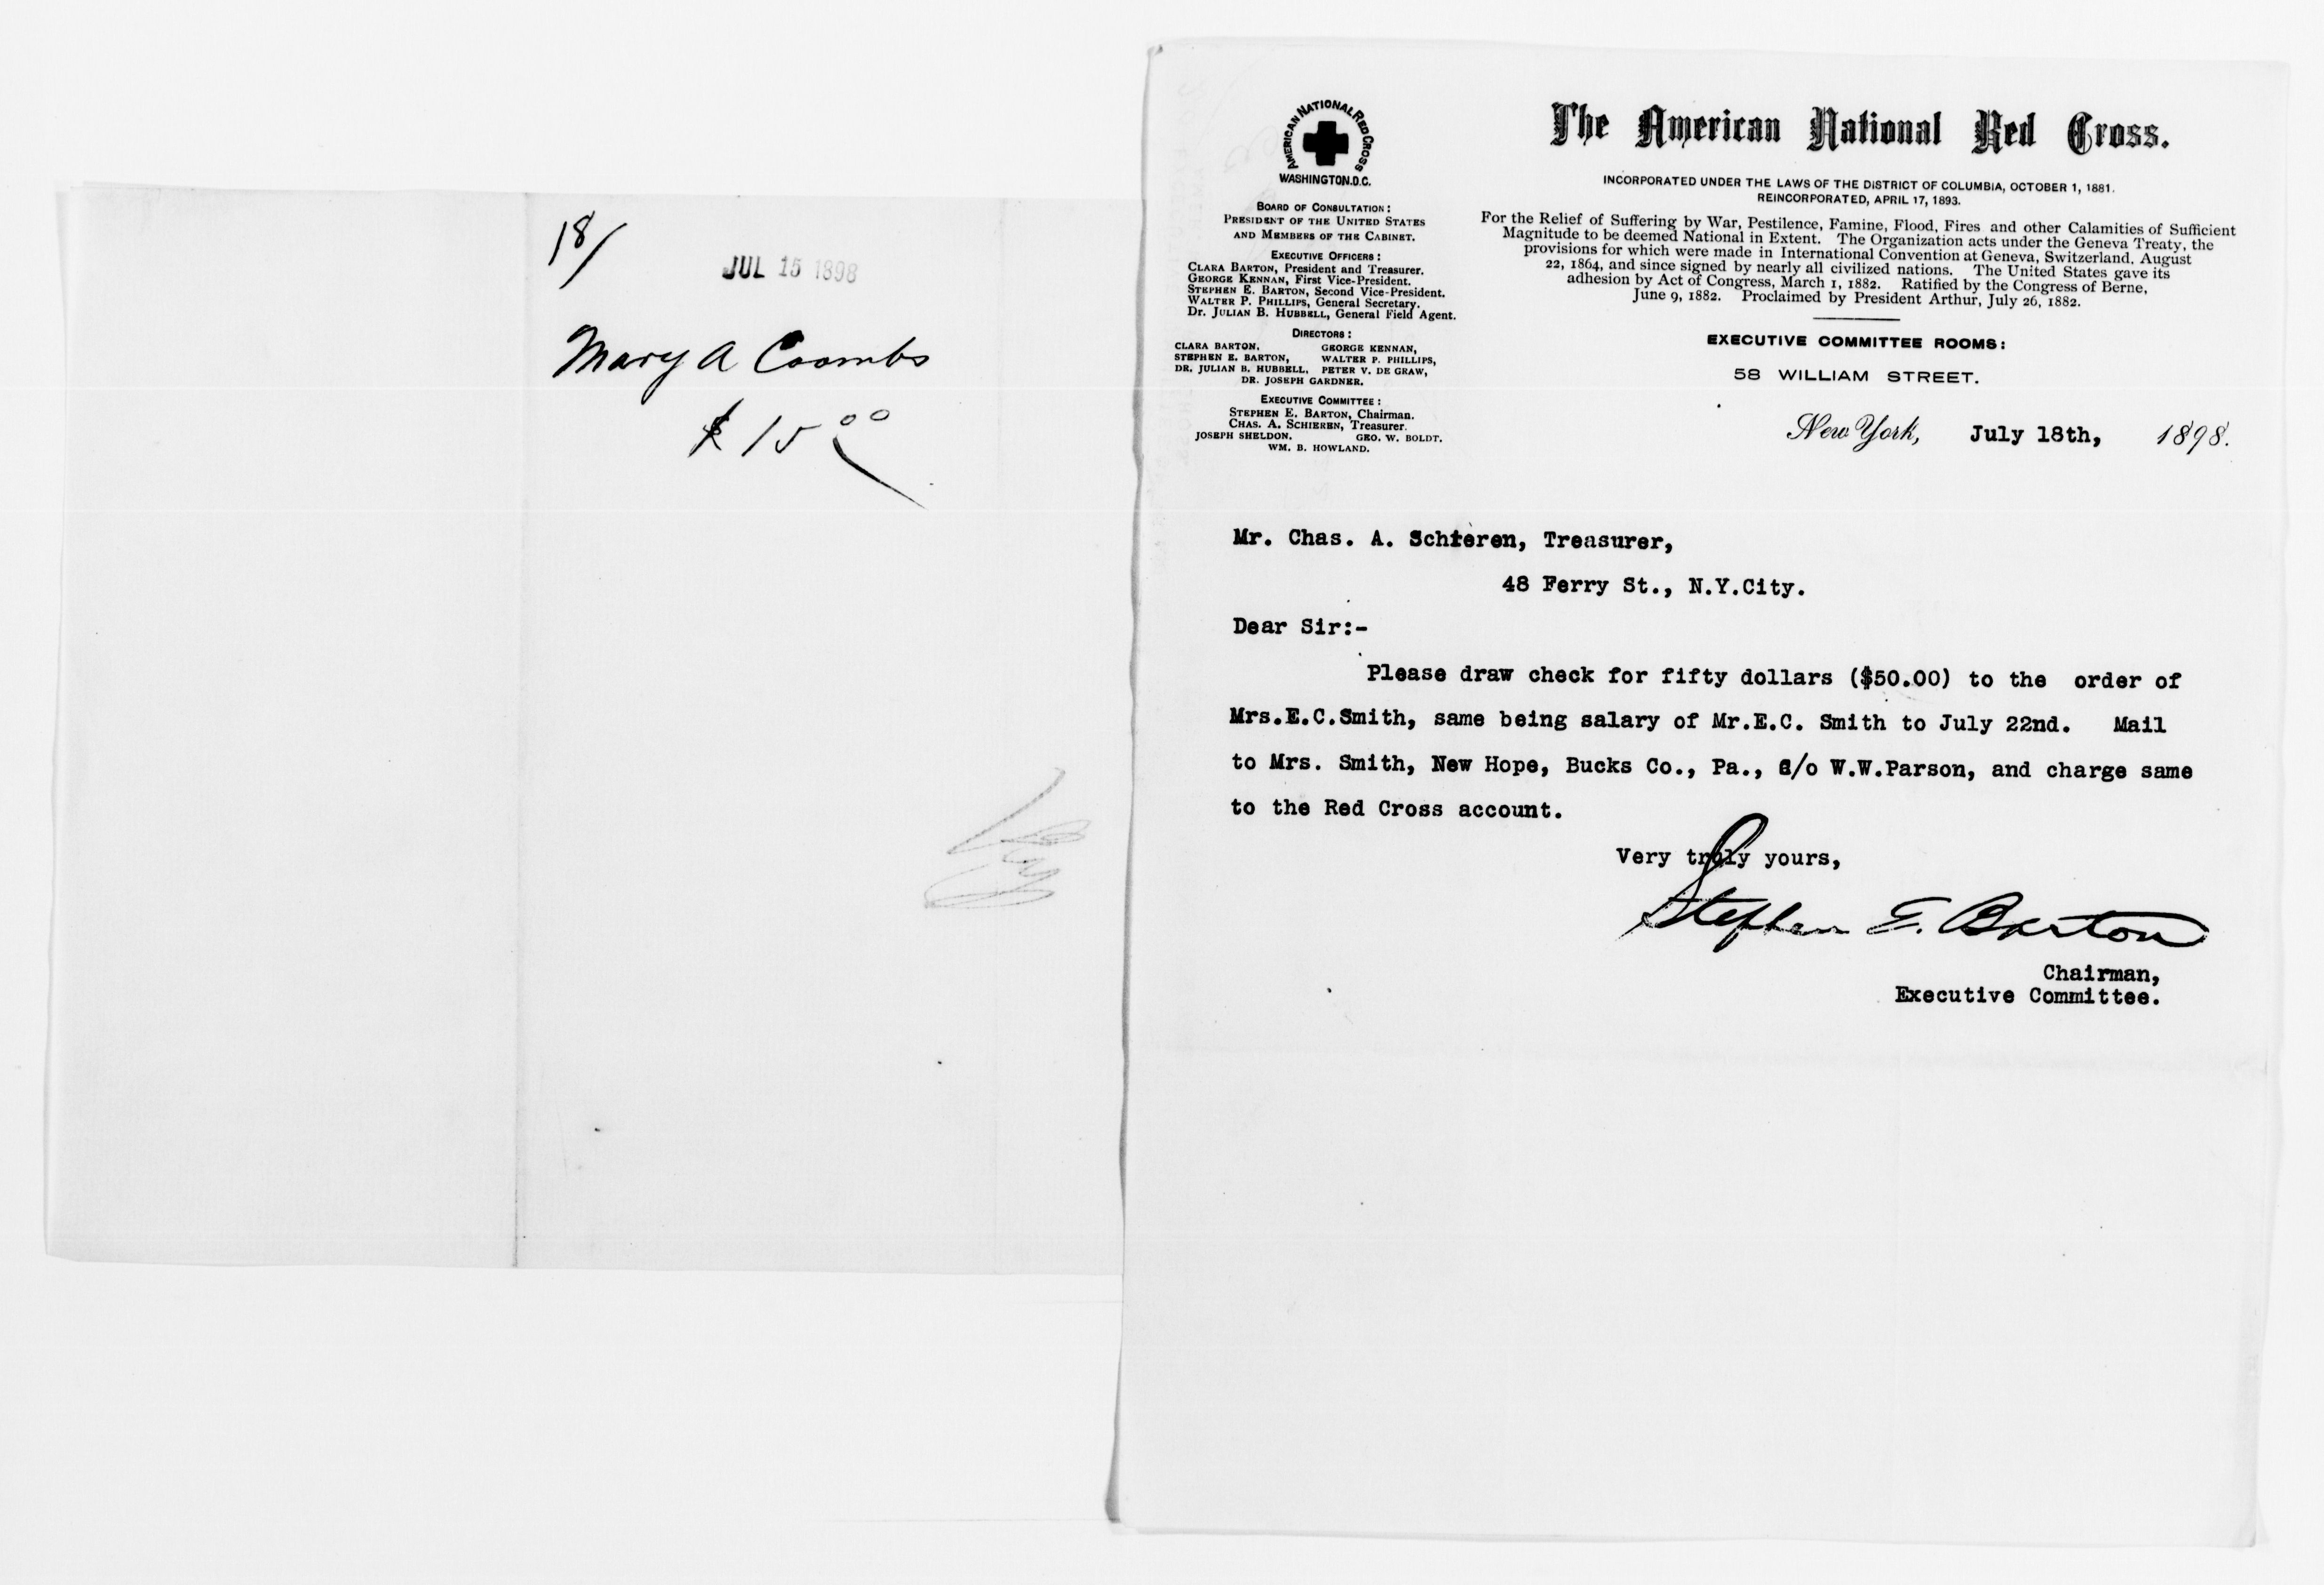 18/
JUL 15 1898
Mary A Coombs
$15.00
AMERICAN NATIONAL RED CROSS
WASHINGTON.D.C.
BOARD OF CONSULTATION:
PRESIDENT OF THE UNITED STATES
AND MEMBERS OF THE CABINET.
EXECUTIVE OFFICERS:
CLARA BARTON, President and Treasurer.
GEORGE KENNAN, First Vice-President.
STEPHEN E. BARTON, Second Vice-President.
WALTER P. PHILLIPS, General Secretary.
Dr. JULIAN B. HUBBELL, General Field Agent.
DIRECTORS:
CLARA BARTON, GEORGE KENNAN,
STEPHEN E. BARTON, WALTER P. PHILLIPS,
DR. JULIAN B. HUBBELL, PETER V. DE GRAW,
DR. JOSEPH GARDNER.
EXECUTIVE COMMITTEE:
STEPHEN E. BARTON, Chairman.
CHAS. A. SCHIEREN, Treasurer.
JOSEPH SHELDON. GEO. W. BOLDT.
WM. B. HOWLAND.
The American National Red Cross.
INCORPORATED UNDER THE LAWS OF THE DISTRICT OF COLUMBIA, OCTOBER 1, 1881.
REINCORPORATED, APRIL 17, 1893.
For the Relief of Suffering by War, Pestilence, Famine, Flood, Fires and other Calamities of Sufficient
Magnitude to be deemed National in Extent. The Organization acts under the Geneva Treaty, the
provisions for which were made in International Convention at Geneva, Switzerland, August
22, 1864, and since signed by nearly all civilized nations. The United States gave its
adhesion by Act of Congress, March 1, 1882. Ratified by the Congress of Berne,
June 9, 1882. Proclaimed by President Arthur, July 26, 1882.
EXECUTIVE COMMITTEE ROOMS:
58 WILLIAM STREET.
New York, July 18th, 1898.
Mr. Chas. A. Schieren, Treasurer,
48 Ferry St., N.Y.City.
Dear Sir:-
Please draw check for fifty dollars ($50.00) to the order of
Mrs.E.C.Smith, same being salary of Mr.E.C. Smith to July 22nd. Mail
to Mrs. Smith, New Hope, Bucks Co., Pa., c/o W.W.Parson, and charge same
to the Red Cross account.
Very truly yours,
Stephen E. Barton
Chairman,
Executive Committee.